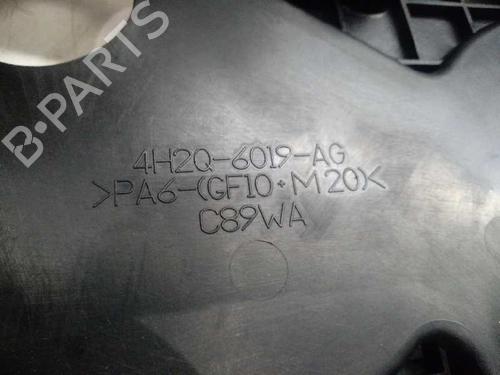 B-PARTS
4H2Q-6019-AG
>PA6-(GF10+M20)<
C89WA